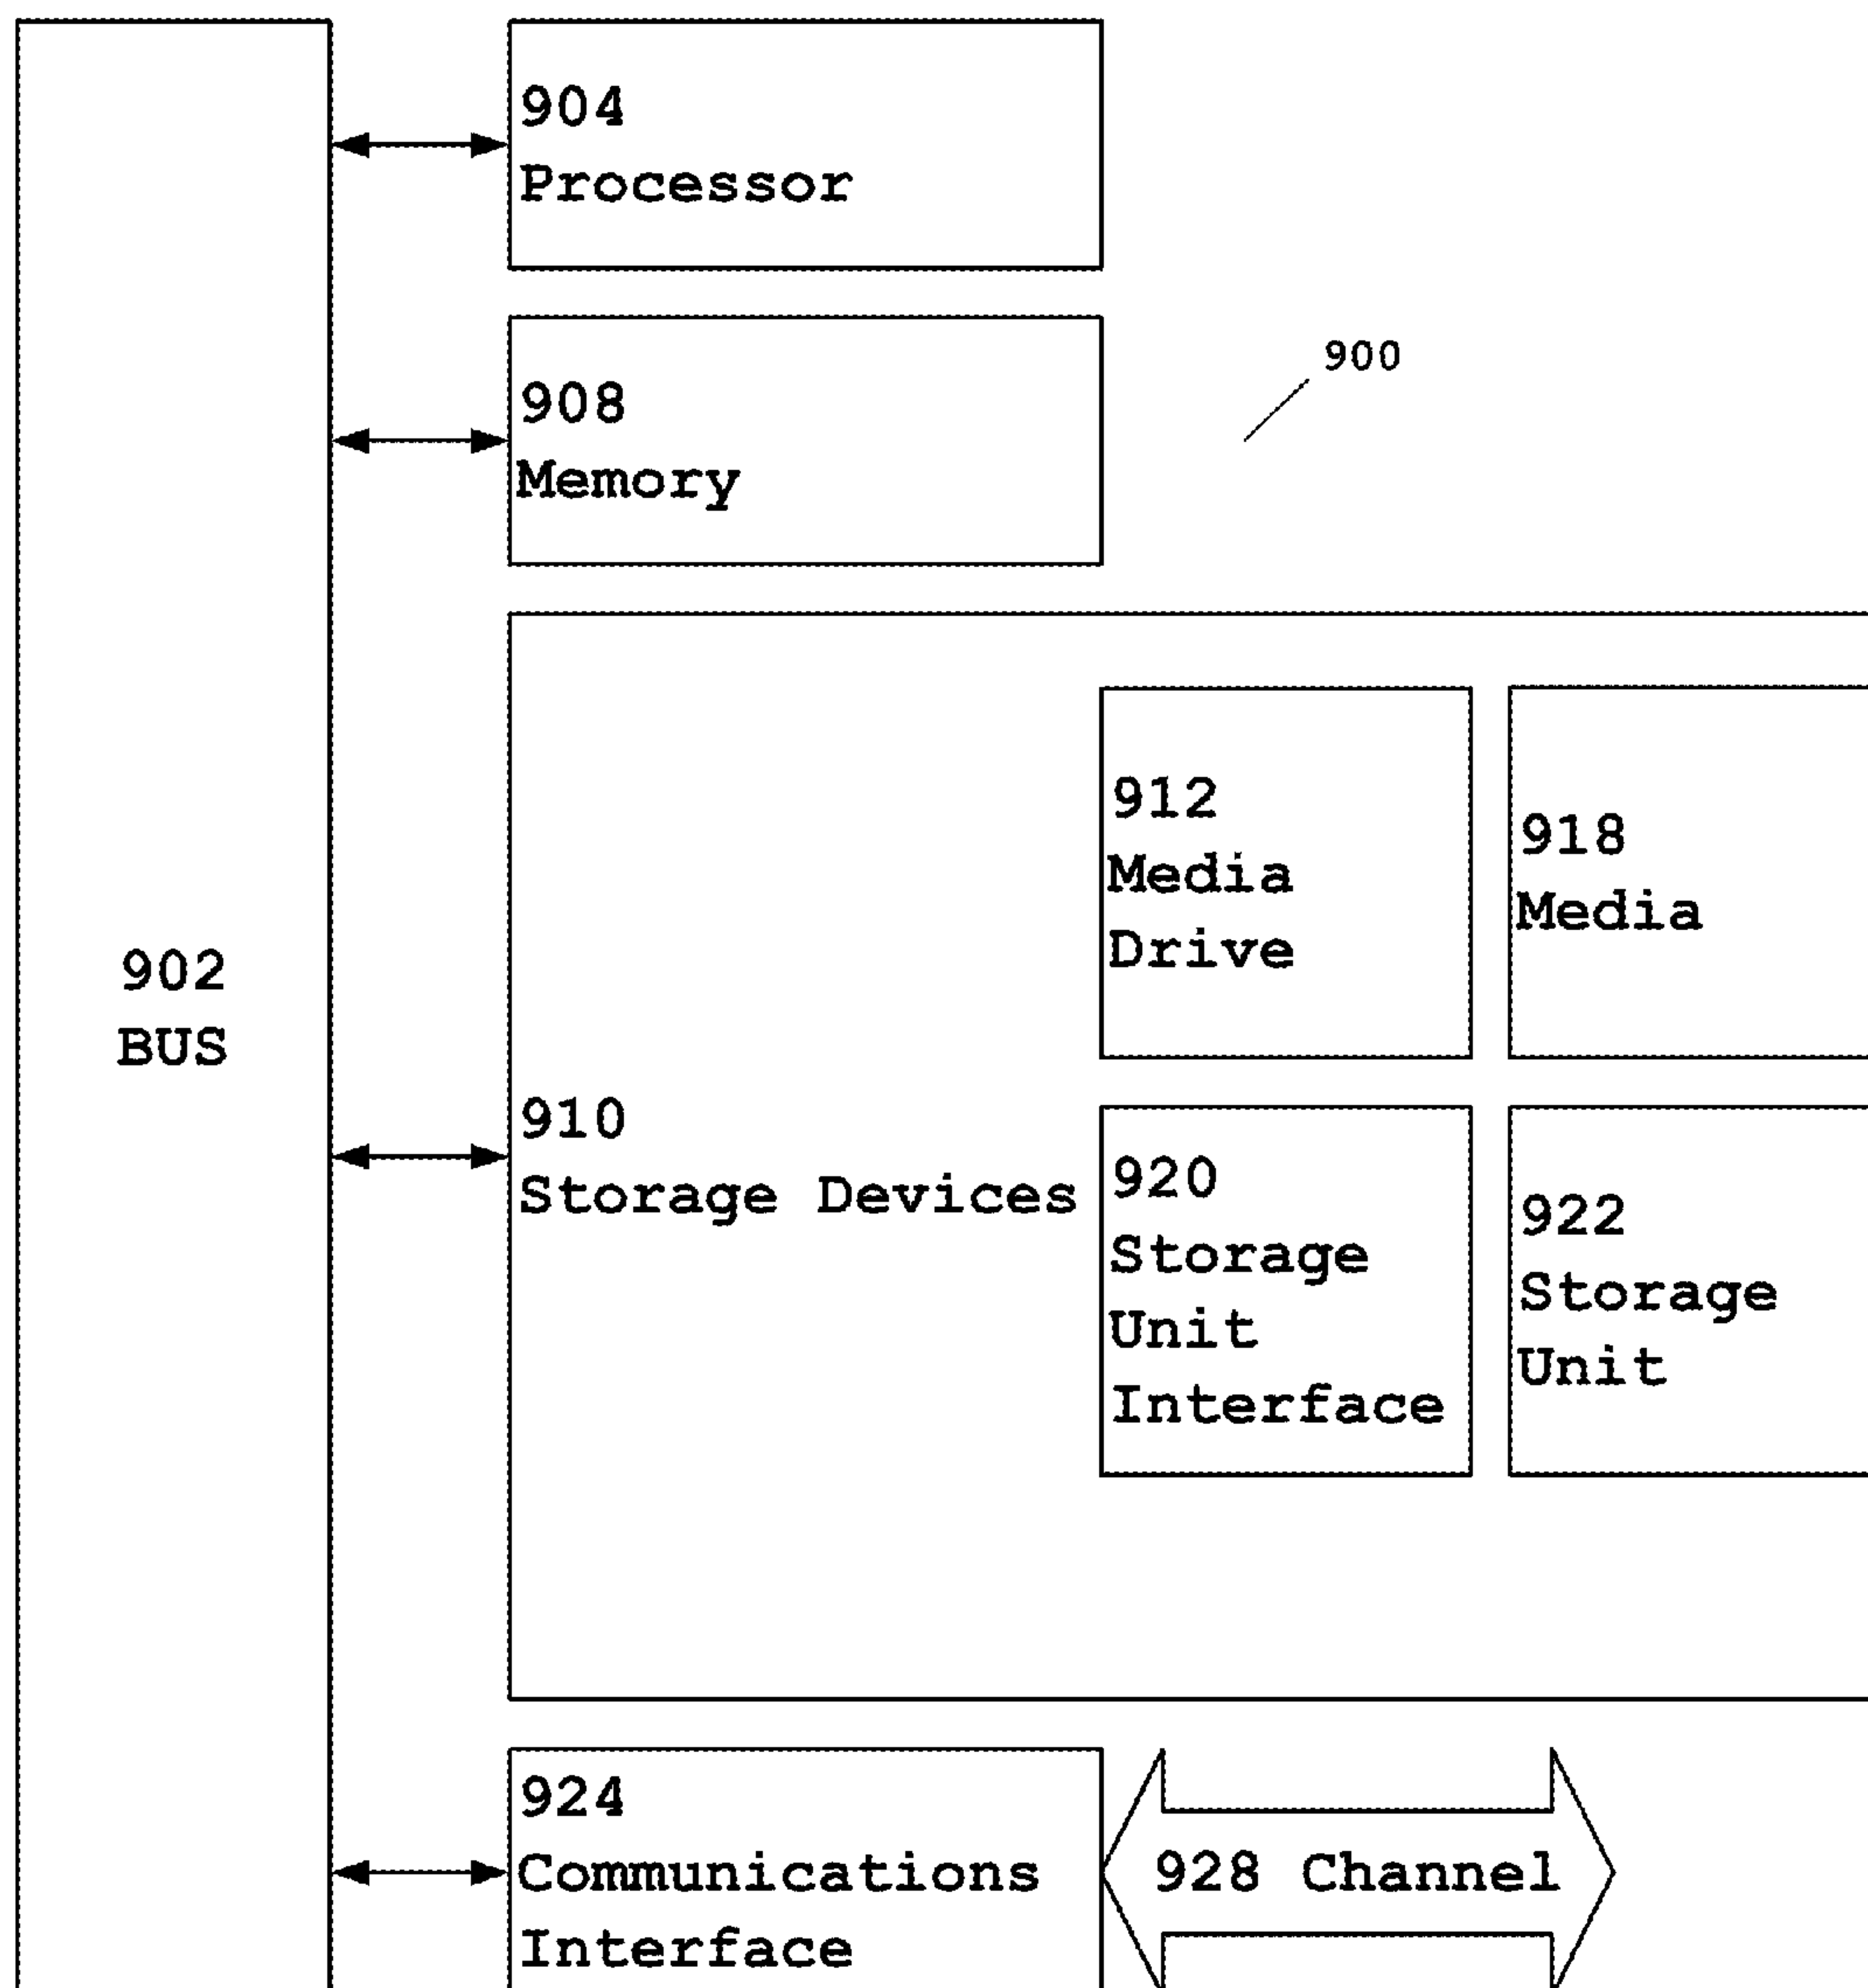 904
Processor
900
908
Memory
912
Media
Drive
918
Media
902
BUS
910
Storage Devices
920
Storage
Unit
Interface
922
Storage
Unit
924
Communications
Interface
928 Channel